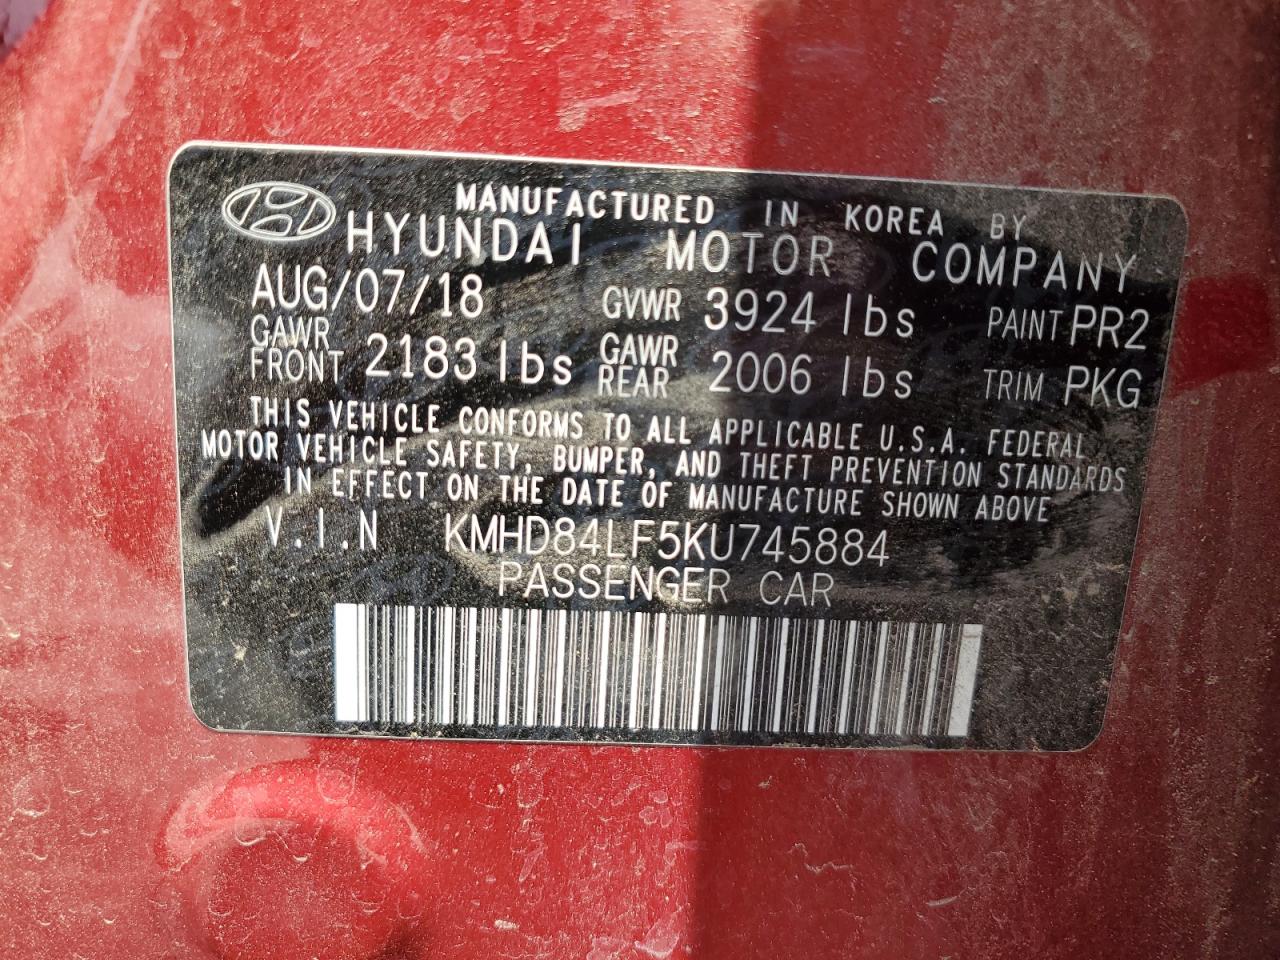 MANUFACTURED IN KOREA BY
HYUNDAI MOTOR COMPANY
AUG/07/18 GVWR 3924 lbs PAINT PR2
GAWR FRONT 2183 lbs GAWR REAR 2006 lbs TRIM PKG
THIS VEHICLE CONFORMS TO ALL APPLICABLE U.S.A. FEDERAL
MOTOR VEHICLE SAFETY, BUMPER, AND THEFT PREVENTION STANDARDS
IN EFFECT ON THE DATE OF MANUFACTURE SHOWN ABOVE
V.I.N KMHD84LF5KU745884
PASSENGER CAR